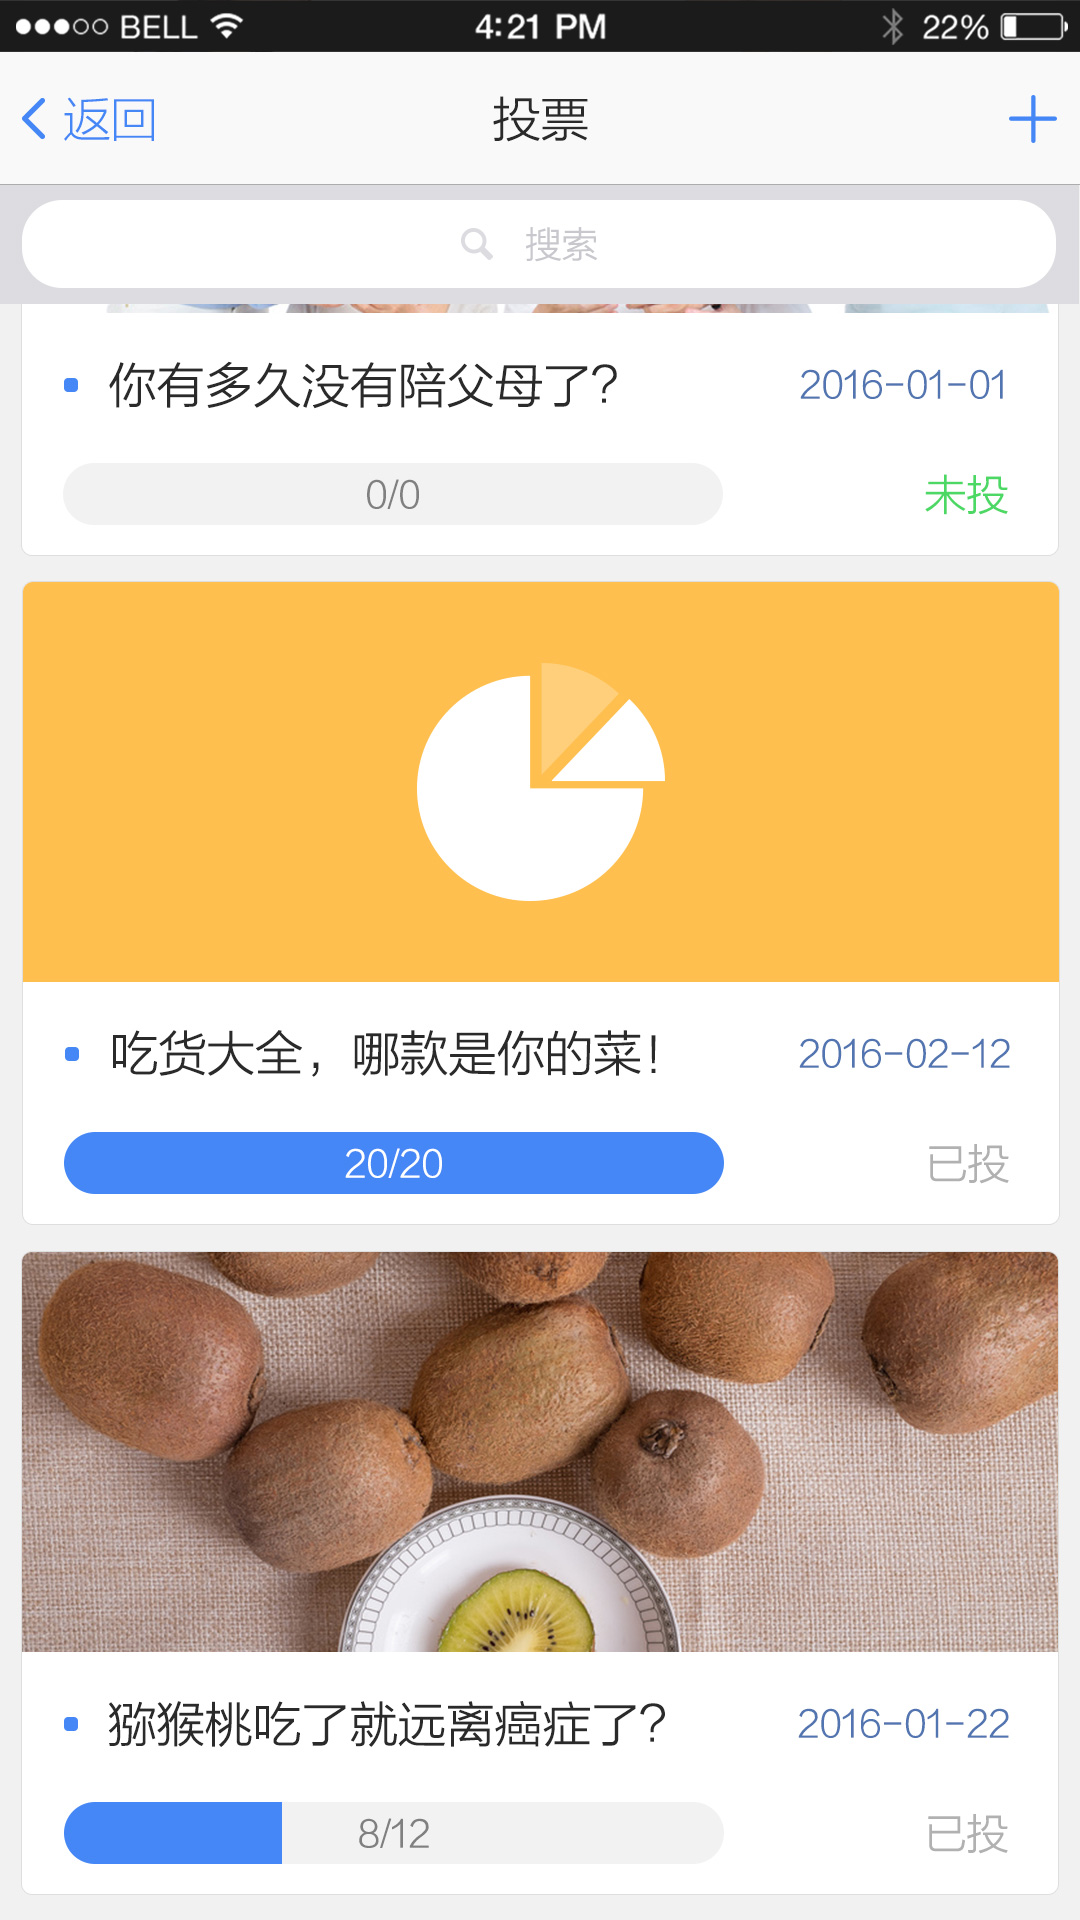 BELL 4:21 PM 22%
返回 投票
搜索
你有多久没有陪父母了? 2016-01-01
0/0 未投
吃货大全，哪款是你的菜! 2016-02-12
20/20 已投
猕猴桃吃了就远离癌症了? 2016-01-22
8/12 已投